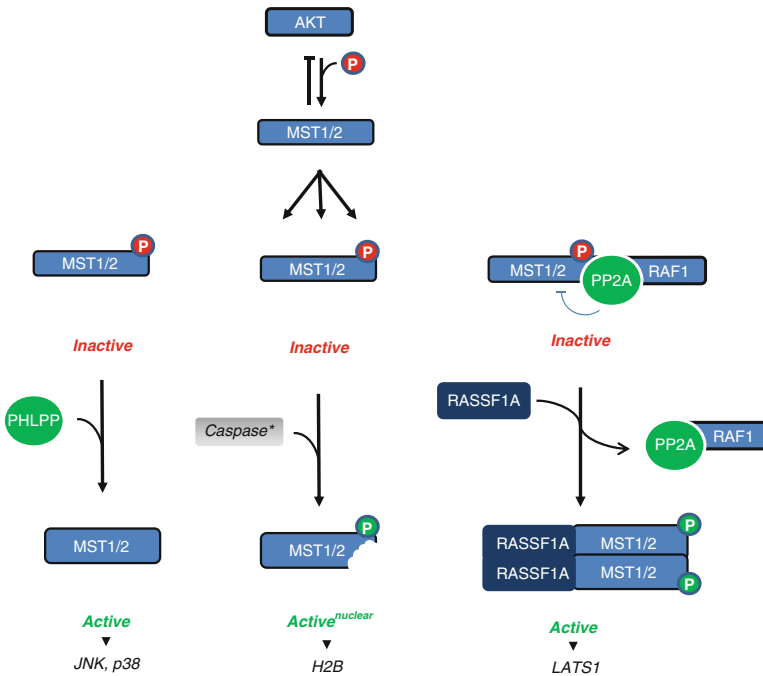 AKT
P
MST1/2
P
MST1/2
P
MST1/2
P
MST1/2
PP2A
RAF1
Inactive
Inactive
Inactive
PHLPP
Caspase*
RASSF1A
PP2A
RAF1
MST1/2
P
MST1/2
P
RASSF1A
MST1/2
RASSF1A
MST1/2
P
Active
Active nuclear
Active
JNK, p38
H2B
LATS1